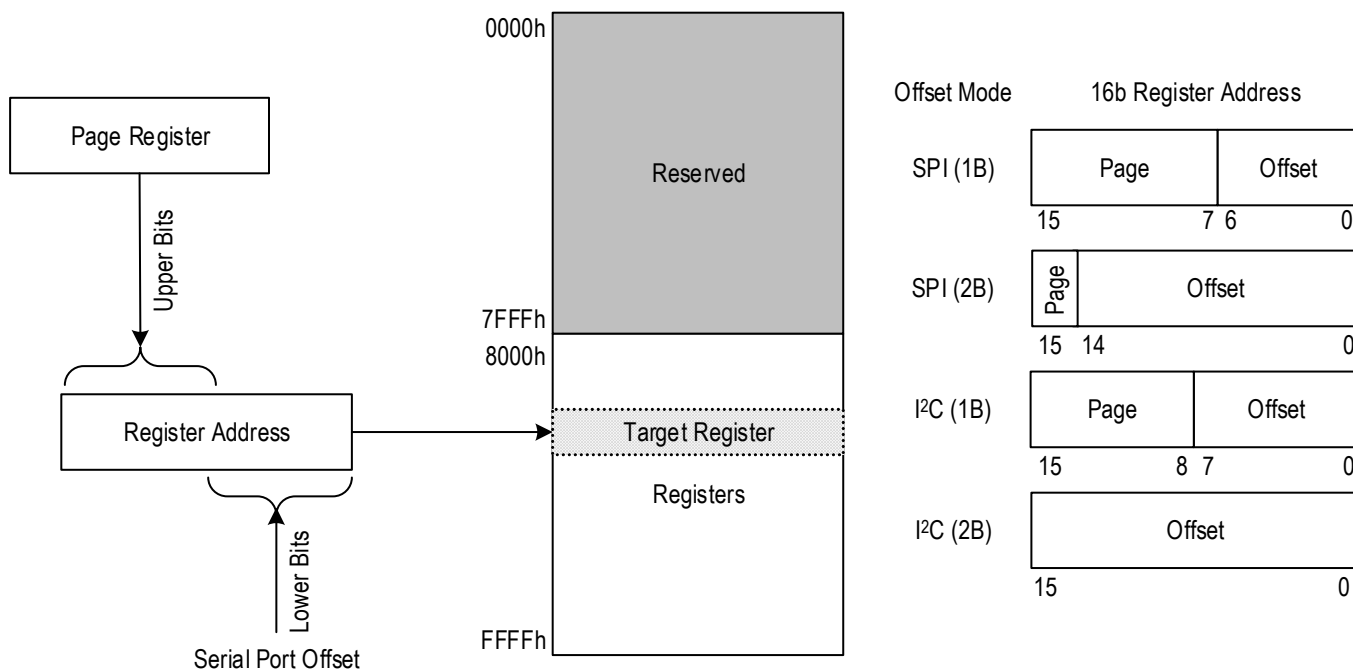 Page Register
Upper Bits
Register Address
Lower Bits
Serial Port Offset
0000h
Reserved
7FFFh
8000h
Target Register
Registers
FFFFh
Offset Mode 16b Register Address
SPI (1B) Page Offset
15 7 6 0
SPI (2B) Page Offset
15 14 0
I²C (1B) Page Offset
15 8 7 0
I²C (2B) Offset
15 0